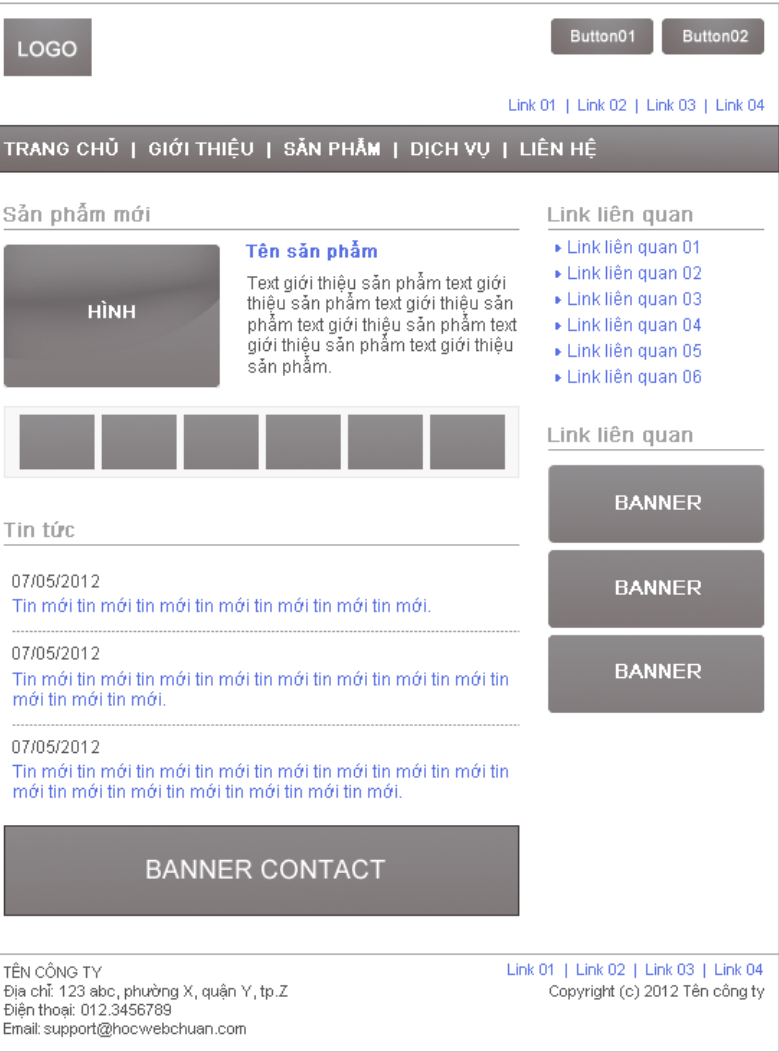 LOGO
Button01
Button02
Link 01 | Link 02 | Link 03 | Link 04
TRANG CHỦ | GIỚI THIỆU | SẢN PHẨM | DỊCH VỤ | LIÊN HỆ
Sản phẩm mới
HÌNH
Tên sản phẩm
Text giới thiệu sản phẩm text giới
thiệu sản phẩm text giới thiệu sản
phẩm text giới thiệu sản phẩm text
giới thiệu sản phẩm text giới thiệu
sản phẩm.
Tin tức
07/05/2012
Tin mới tin mới tin mới tin mới tin mới tin mới tin mới.
07/05/2012
Tin mới tin mới tin mới tin mới tin mới tin mới tin mới tin
mới tin mới tin mới.
07/05/2012
Tin mới tin mới tin mới tin mới tin mới tin mới tin mới tin
mới tin mới tin mới tin mới tin mới tin mới tin mới.
BANNER CONTACT
Link liên quan
Link liên quan 01
Link liên quan 02
Link liên quan 03
Link liên quan 04
Link liên quan 05
Link liên quan 06
Link liên quan
BANNER
BANNER
BANNER
TÊN CÔNG TY
Địa chỉ: 123 abc, phường X, quận Y, tp.Z
Điện thoại: 012.3456789
Email: support@hocwebchuan.com
Link 01 | Link 02 | Link 03 | Link 04
Copyright (c) 2012 Tên công ty